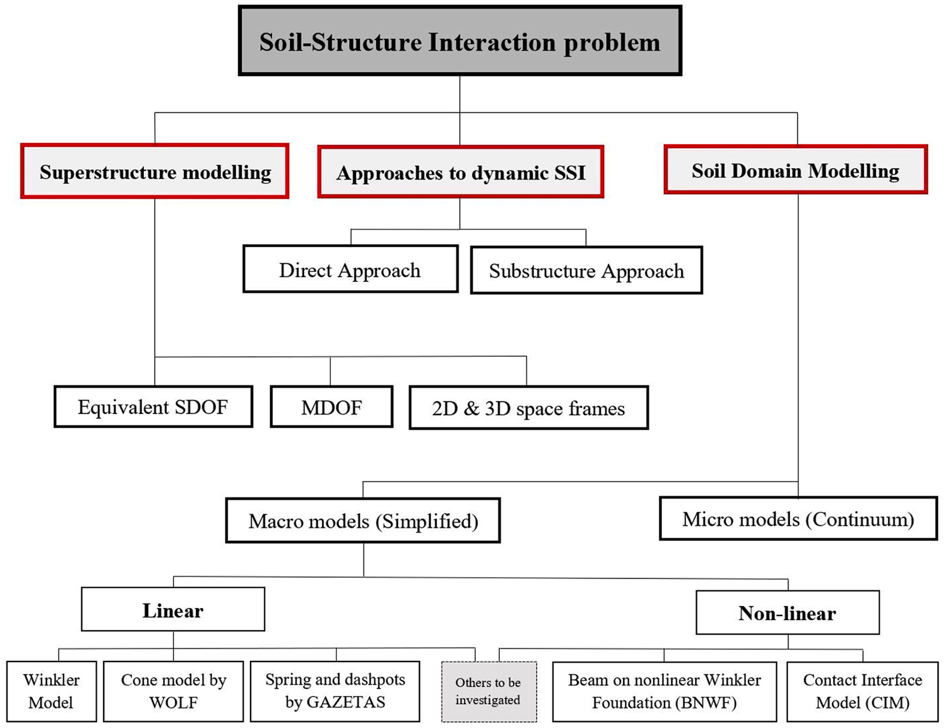 Soil-Structure Interaction problem
Superstructure modelling
Approaches to dynamic SSI
Soil Domain Modelling
Direct Approach
Substructure Approach
Equivalent SDOF
MDOF
2D & 3D space frames
Macro models (Simplified)
Micro models (Continuum)
Linear
Non-linear
Winkler
Model
Cone model by
WOLF
Spring and dashpots
by GAZETAS
Others to be
investigated
Beam on nonlinear Winkler
Foundation (BNWF)
Contact Interface
Model (CIM)